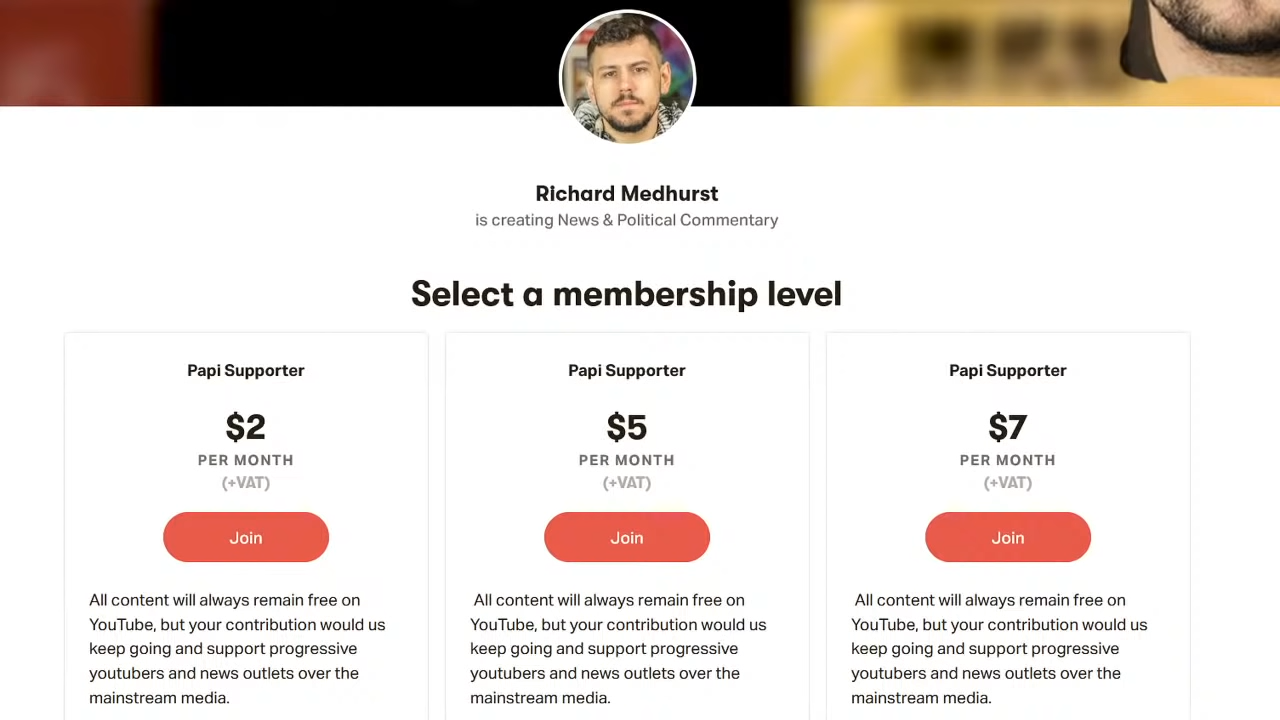 Richard Medhurst
is creating News & Political Commentary
Select a membership level
Papi Supporter
$2
PER MONTH
(+VAT)
Join
All content will always remain free on
YouTube, but your contribution would us
keep going and support progressive
youtubers and news outlets over the
mainstream media.
Papi Supporter
$5
PER MONTH
(+VAT)
Join
All content will always remain free on
YouTube, but your contribution would us
keep going and support progressive
youtubers and news outlets over the
mainstream media.
Papi Supporter
$7
PER MONTH
(+VAT)
Join
All content will always remain free on
YouTube, but your contribution would us
keep going and support progressive
youtubers and news outlets over the
mainstream media.